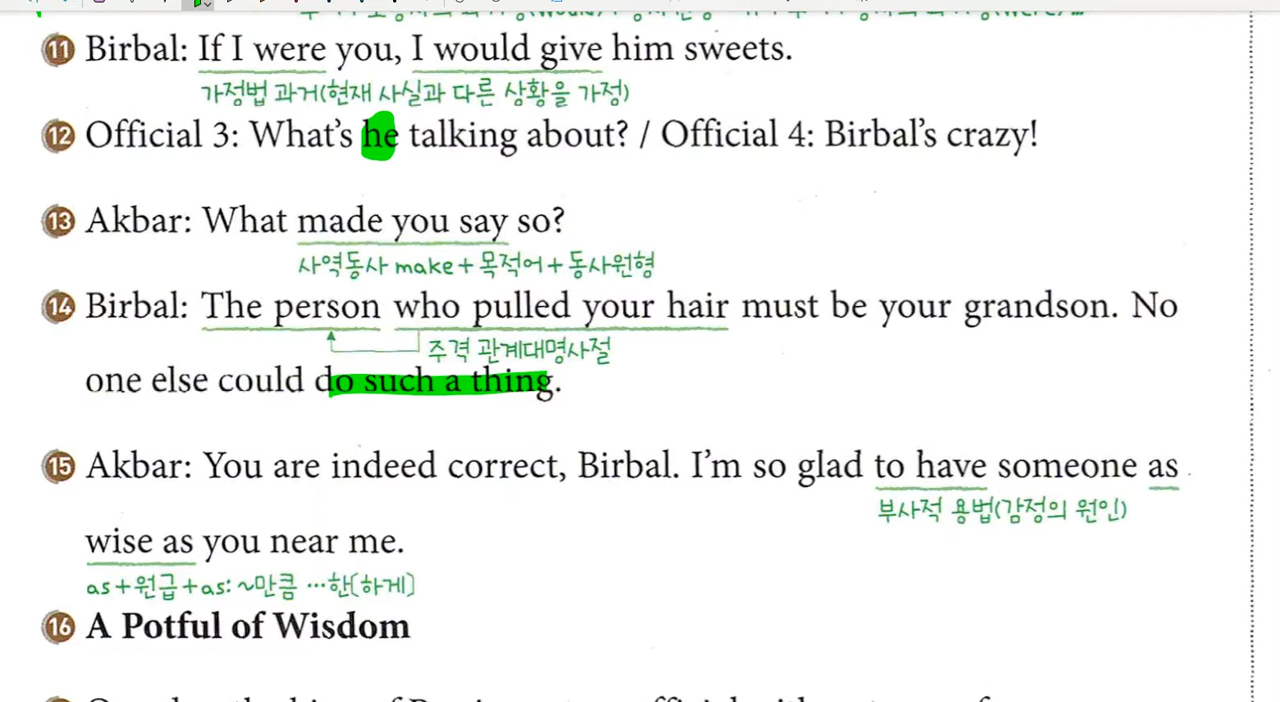 ⑪ Birbal: If I were you, I would give him sweets.
가정법 과거(현재 사실과 다른 상황을 가정)
⑫ Official 3: What's he talking about? / Official 4: Birbal's crazy!
⑬ Akbar: What made you say so?
사역동사 make+목적어+동사원형
⑭ Birbal: The person who pulled your hair must be your grandson. No
주격 관계대명사절
one else could do such a thing.
⑮ Akbar: You are indeed correct, Birbal. I'm so glad to have someone as
부사적 용법(감정의 원인)
wise as you near me.
as+원급+as: ~만큼 …한[하게]
⑯ A Potful of Wisdom